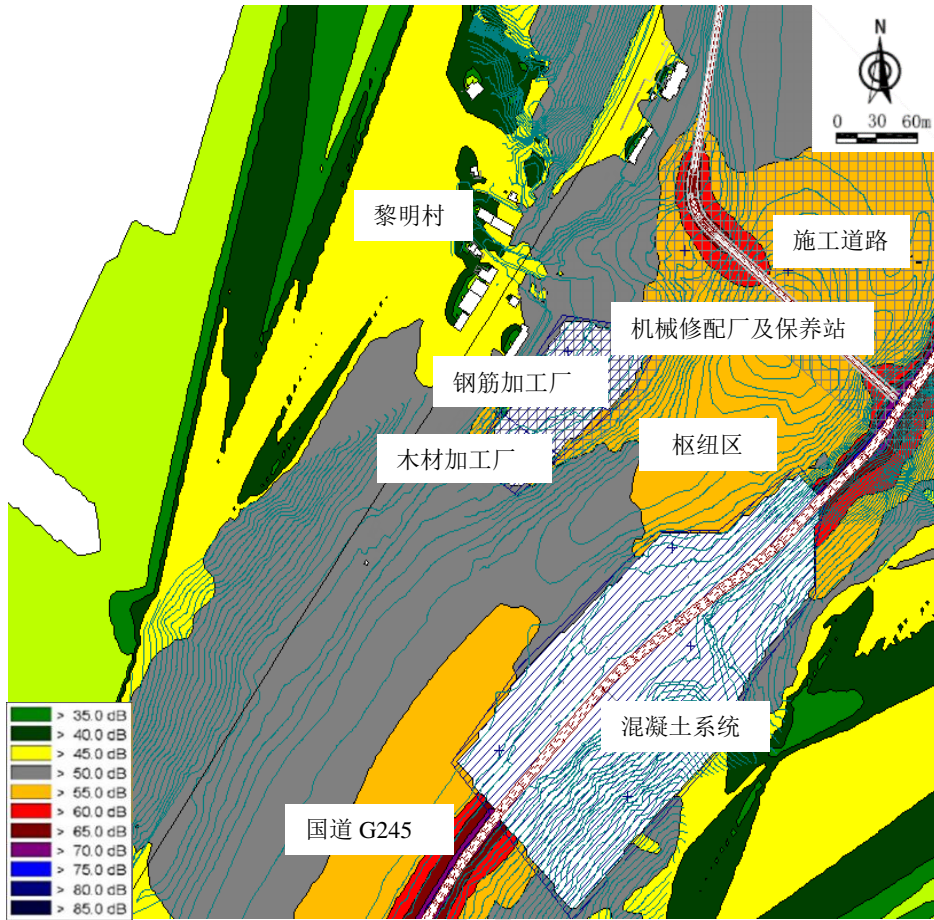 N
0 30 60m
黎明村
施工道路
机械修配厂及保养站
钢筋加工厂
木材加工厂
枢纽区
混凝土系统
国道 G245
> 35.0 dB
> 40.0 dB
> 45.0 dB
> 50.0 dB
> 55.0 dB
> 60.0 dB
> 65.0 dB
> 70.0 dB
> 75.0 dB
> 80.0 dB
> 85.0 dB